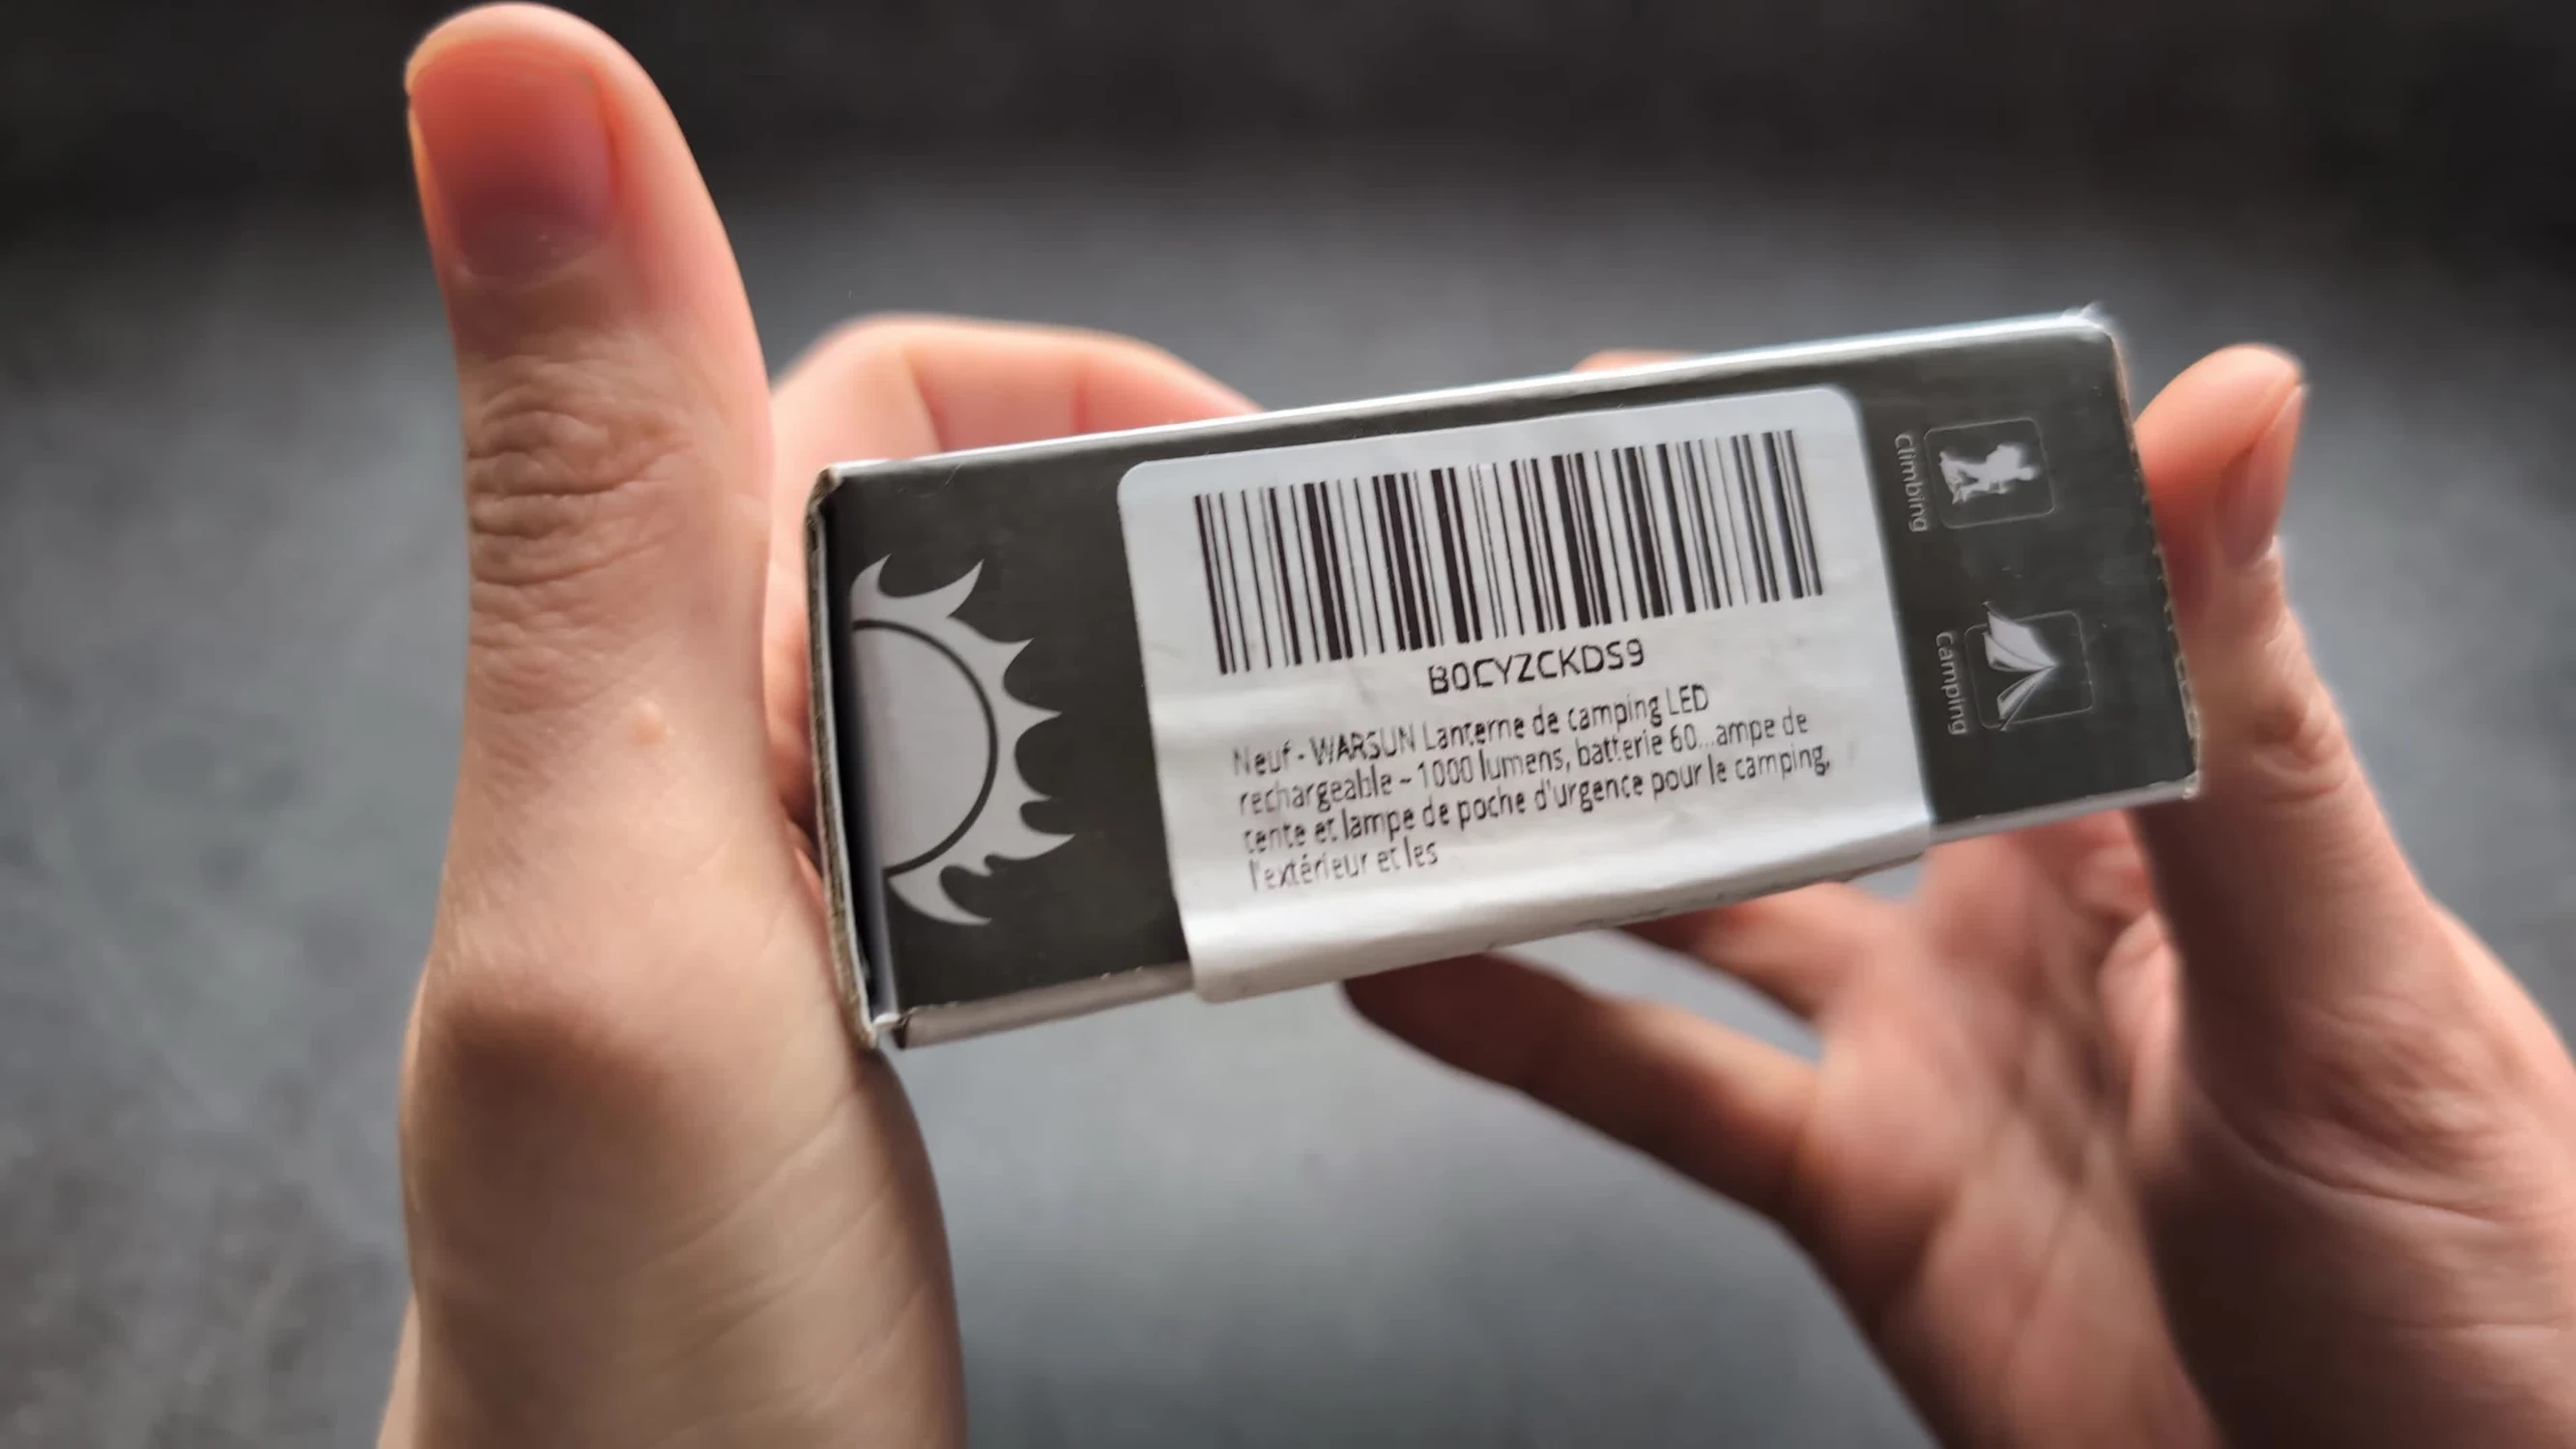 B0CYZCKDS9
Neuf - WARSUN Lanterne de camping LED
rechargeable – 1000 lumens, batterie 60...ampe de
tente et lampe de poche d'urgence pour le camping,
l'extérieur et les
Climbing
Camping